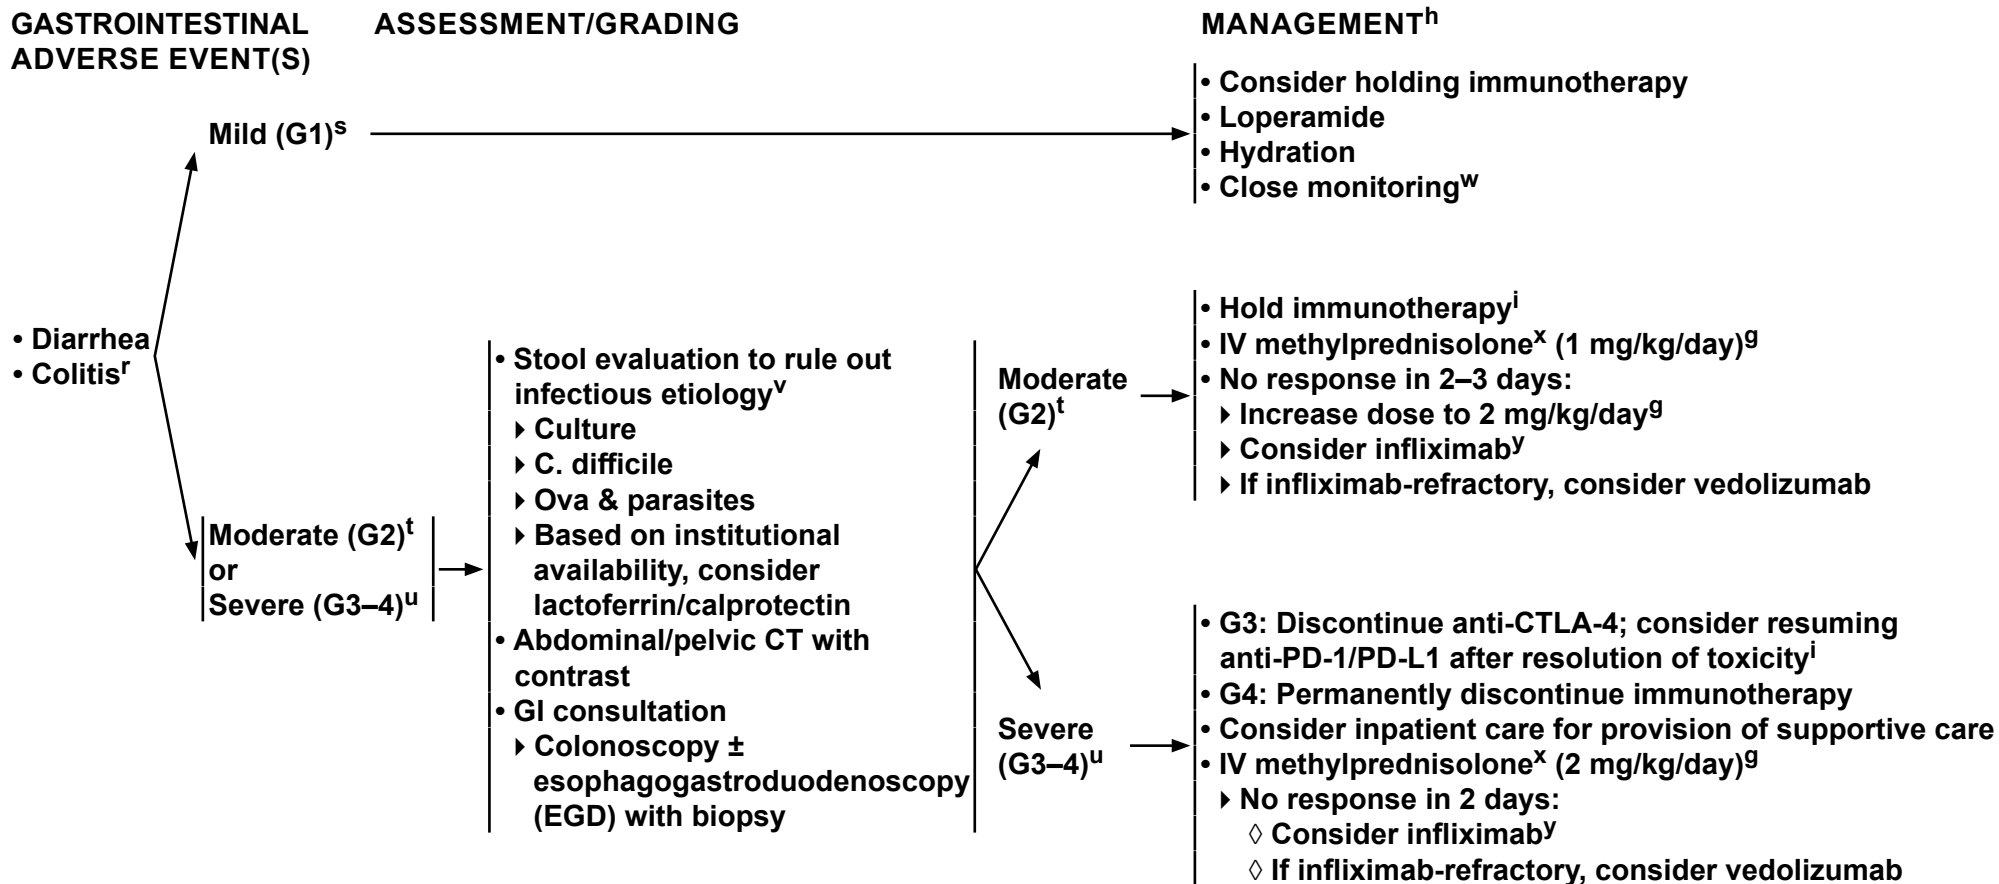 GASTROINTESTINAL
ADVERSE EVENT(S)
ASSESSMENT/GRADING
MANAGEMENTʰ
Mild (G1)ˢ
• Consider holding immunotherapy
• Loperamide
• Hydration
• Close monitoringʷ
• Diarrhea
• Colitisʳ
Moderate (G2)ᵗ
or
Severe (G3–4)ᵘ
• Stool evaluation to rule out
infectious etiologyᵛ
▸ Culture
▸ C. difficile
▸ Ova & parasites
▸ Based on institutional
availability, consider
lactoferrin/calprotectin
• Abdominal/pelvic CT with
contrast
• GI consultation
▸ Colonoscopy ±
esophagogastroduodenoscopy
(EGD) with biopsy
Moderate
(G2)ᵗ
• Hold immunotherapyⁱ
• IV methylprednisoloneˣ (1 mg/kg/day)ᵍ
• No response in 2–3 days:
▸ Increase dose to 2 mg/kg/dayᵍ
▸ Consider infliximabʸ
▸ If infliximab-refractory, consider vedolizumab
Severe
(G3–4)ᵘ
• G3: Discontinue anti-CTLA-4; consider resuming
anti-PD-1/PD-L1 after resolution of toxicityⁱ
• G4: Permanently discontinue immunotherapy
• Consider inpatient care for provision of supportive care
• IV methylprednisoloneˣ (2 mg/kg/day)ᵍ
▸ No response in 2 days:
◊ Consider infliximabʸ
◊ If infliximab-refractory, consider vedolizumab